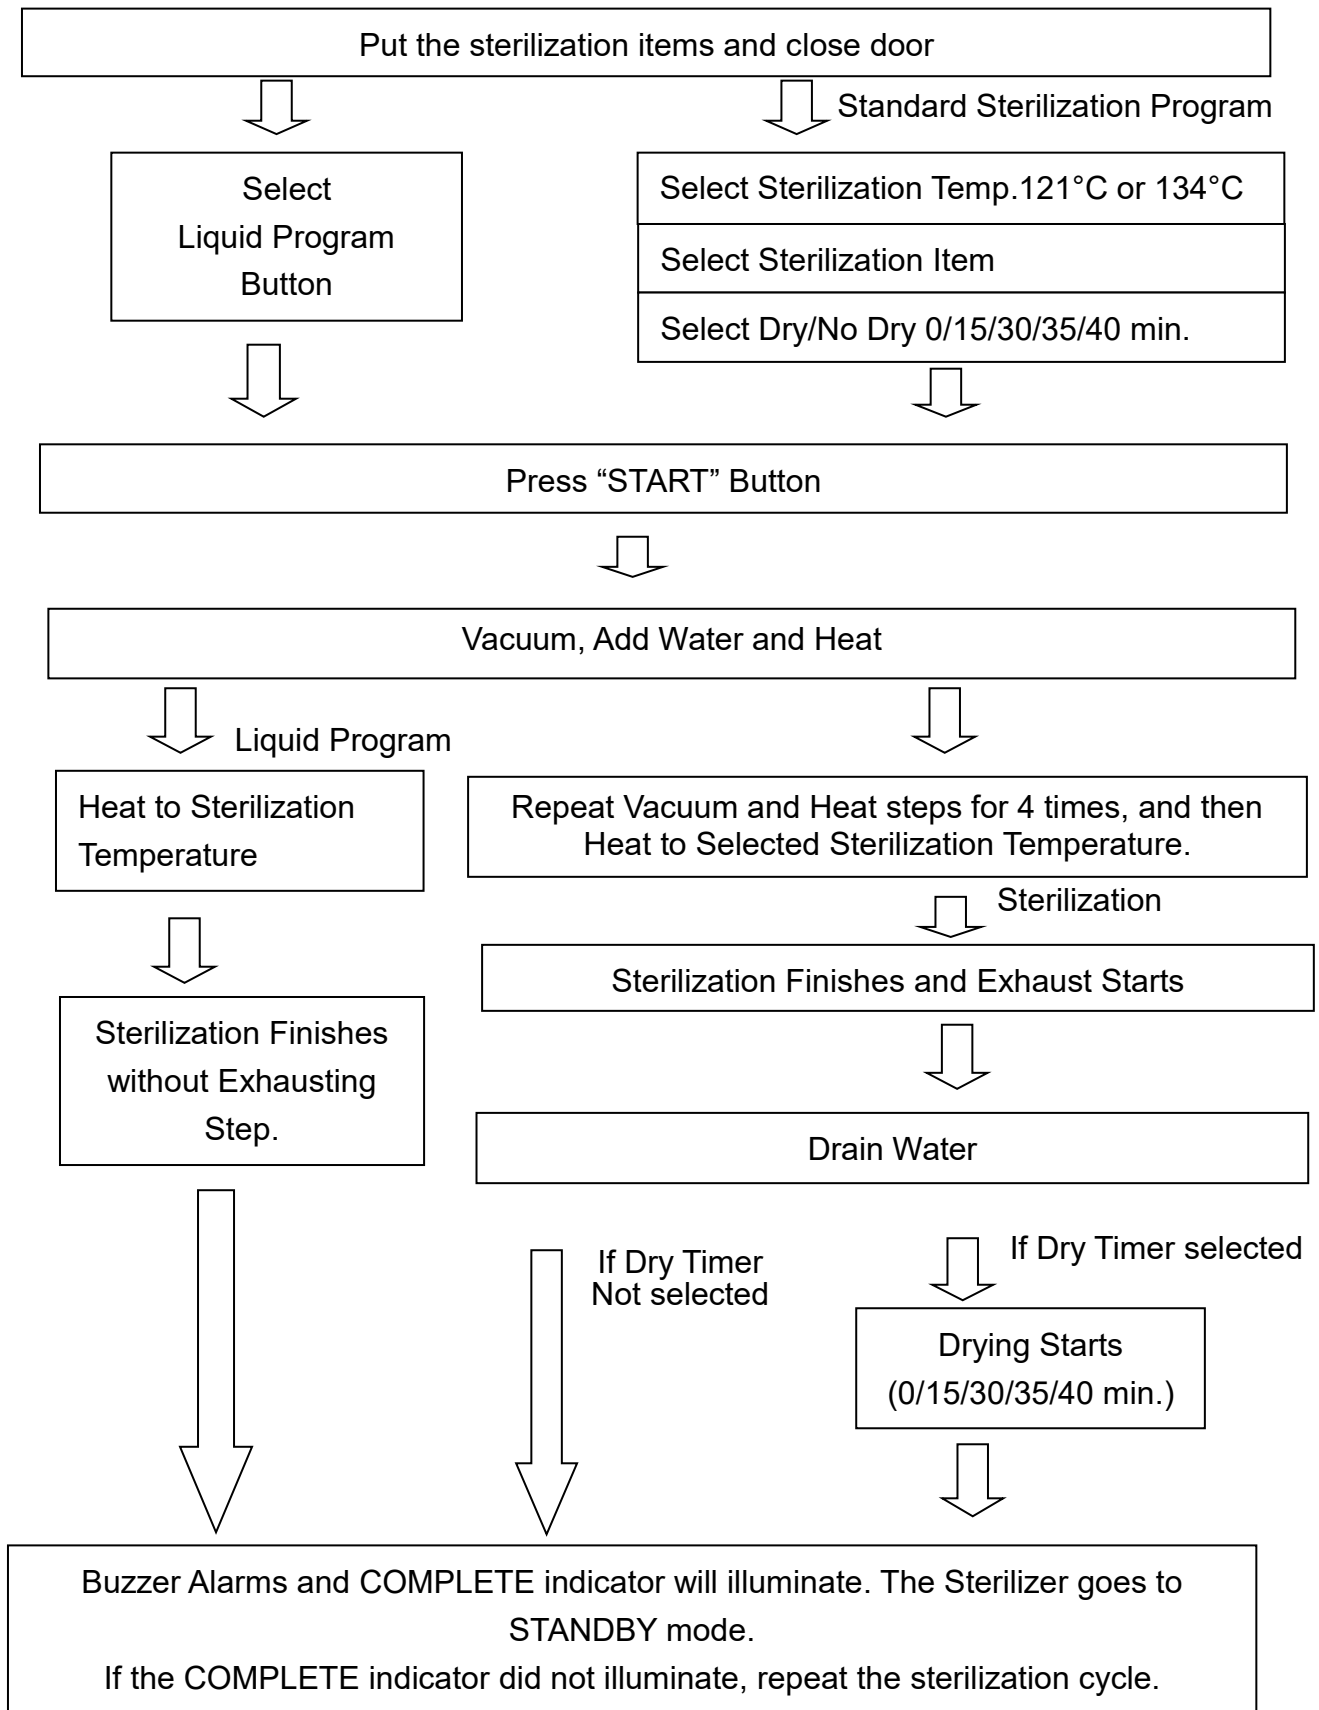 Put the sterilization items and close door
Standard Sterilization Program
Select
Liquid Program
Button
Select Sterilization Temp.121°C or 134°C
Select Sterilization Item
Select Dry/No Dry 0/15/30/35/40 min.
Press “START” Button
Vacuum, Add Water and Heat
Liquid Program
Heat to Sterilization
Temperature
Repeat Vacuum and Heat steps for 4 times, and then
Heat to Selected Sterilization Temperature.
Sterilization
Sterilization Finishes and Exhaust Starts
Sterilization Finishes
without Exhausting
Step.
Drain Water
If Dry Timer
Not selected
If Dry Timer selected
Drying Starts
(0/15/30/35/40 min.)
Buzzer Alarms and COMPLETE indicator will illuminate. The Sterilizer goes to
STANDBY mode.
If the COMPLETE indicator did not illuminate, repeat the sterilization cycle.